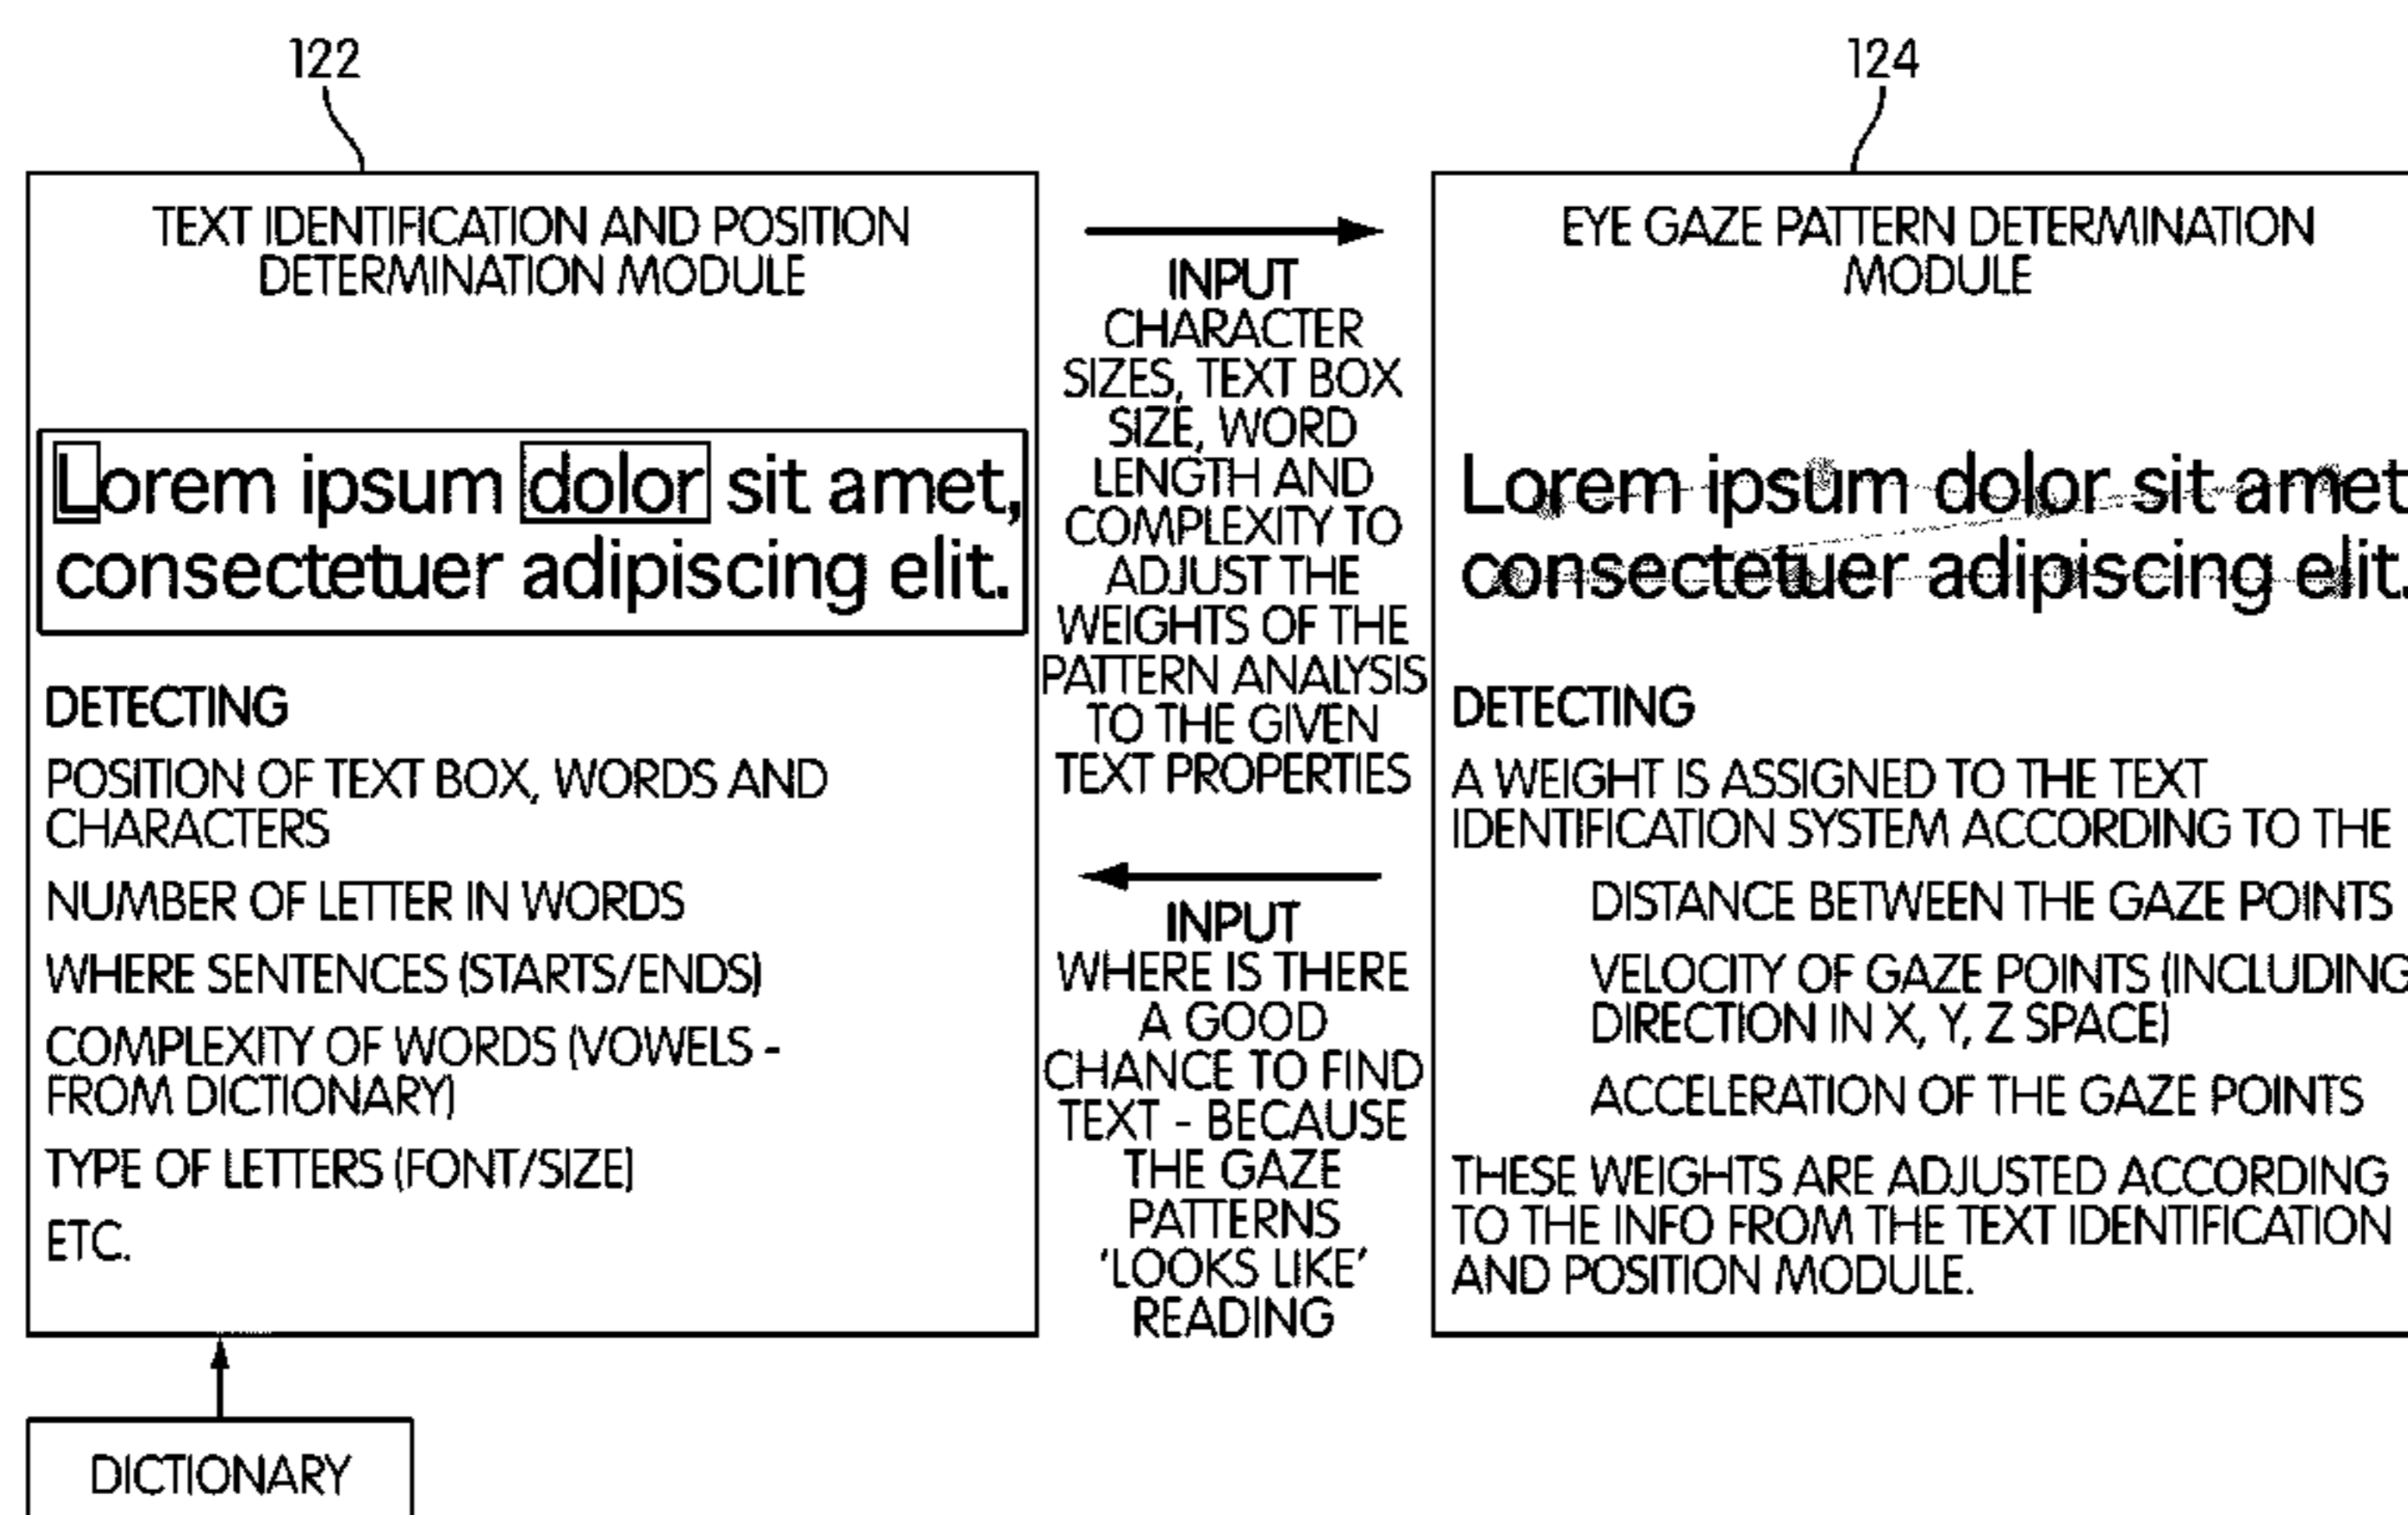 122
TEXT IDENTIFICATION AND POSITION
DETERMINATION MODULE
Lorem ipsum dolor sit amet,
consectetuer adipiscing elit.
DETECTING
POSITION OF TEXT BOX, WORDS AND
CHARACTERS
NUMBER OF LETTER IN WORDS
WHERE SENTENCES (STARTS/ENDS)
COMPLEXITY OF WORDS (VOWELS -
FROM DICTIONARY)
TYPE OF LETTERS (FONT/SIZE)
ETC.
DICTIONARY
INPUT
CHARACTER
SIZES, TEXT BOX
SIZE, WORD
LENGTH AND
COMPLEXITY TO
ADJUST THE
WEIGHTS OF THE
PATTERN ANALYSIS
TO THE GIVEN
TEXT PROPERTIES
INPUT
WHERE IS THERE
A GOOD
CHANCE TO FIND
TEXT - BECAUSE
THE GAZE
PATTERNS
'LOOKS LIKE'
READING
124
EYE GAZE PATTERN DETERMINATION
MODULE
Lorem ipsum dolor sit amet
consectetuer adipiscing elit.
DETECTING
A WEIGHT IS ASSIGNED TO THE TEXT
IDENTIFICATION SYSTEM ACCORDING TO THE
DISTANCE BETWEEN THE GAZE POINTS
VELOCITY OF GAZE POINTS (INCLUDING
DIRECTION IN X, Y, Z SPACE)
ACCELERATION OF THE GAZE POINTS
THESE WEIGHTS ARE ADJUSTED ACCORDING
TO THE INFO FROM THE TEXT IDENTIFICATION
AND POSITION MODULE.